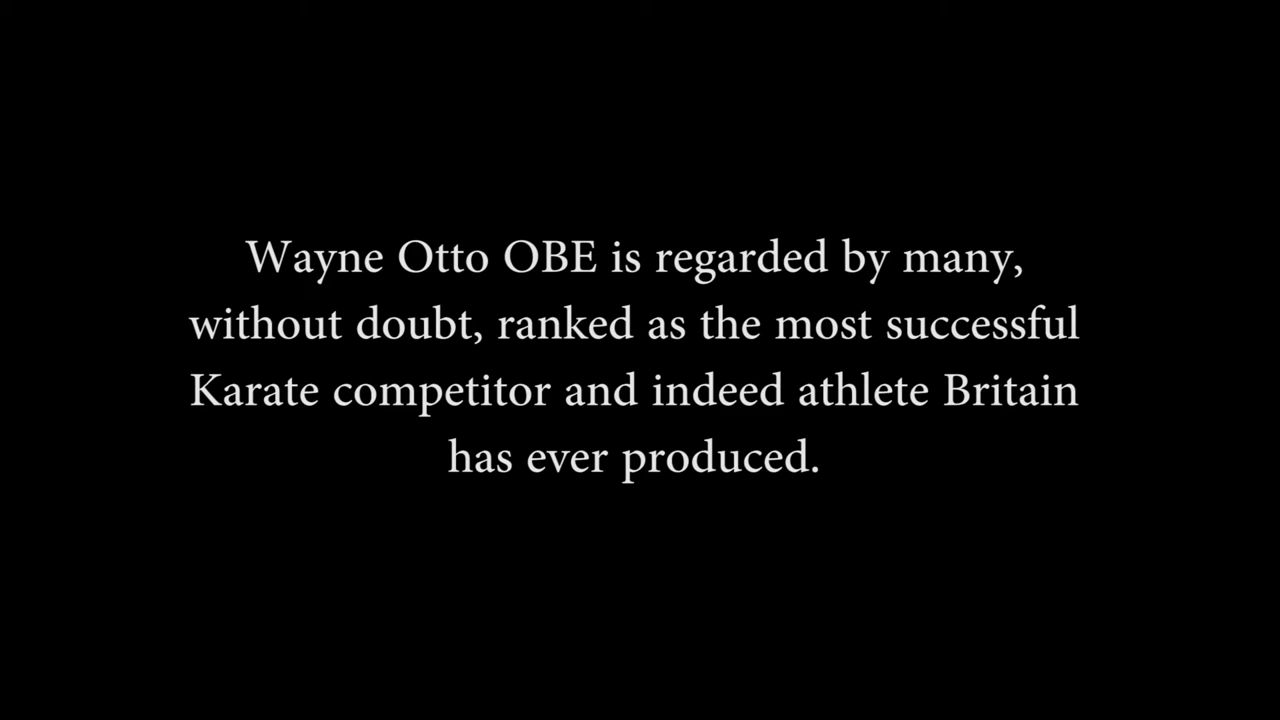 Wayne Otto OBE is regarded by many,
without doubt, ranked as the most successful
Karate competitor and indeed athlete Britain
has ever produced.